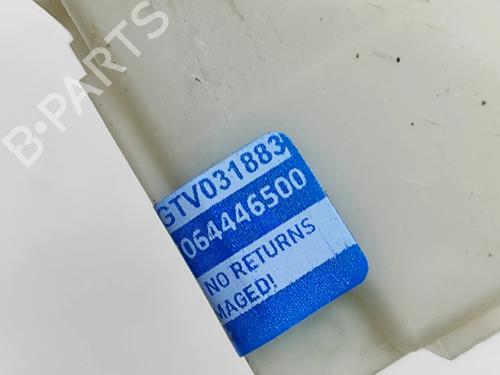 B-PARTS
GTV031883
064446500
NO RETURNS
MAGED!